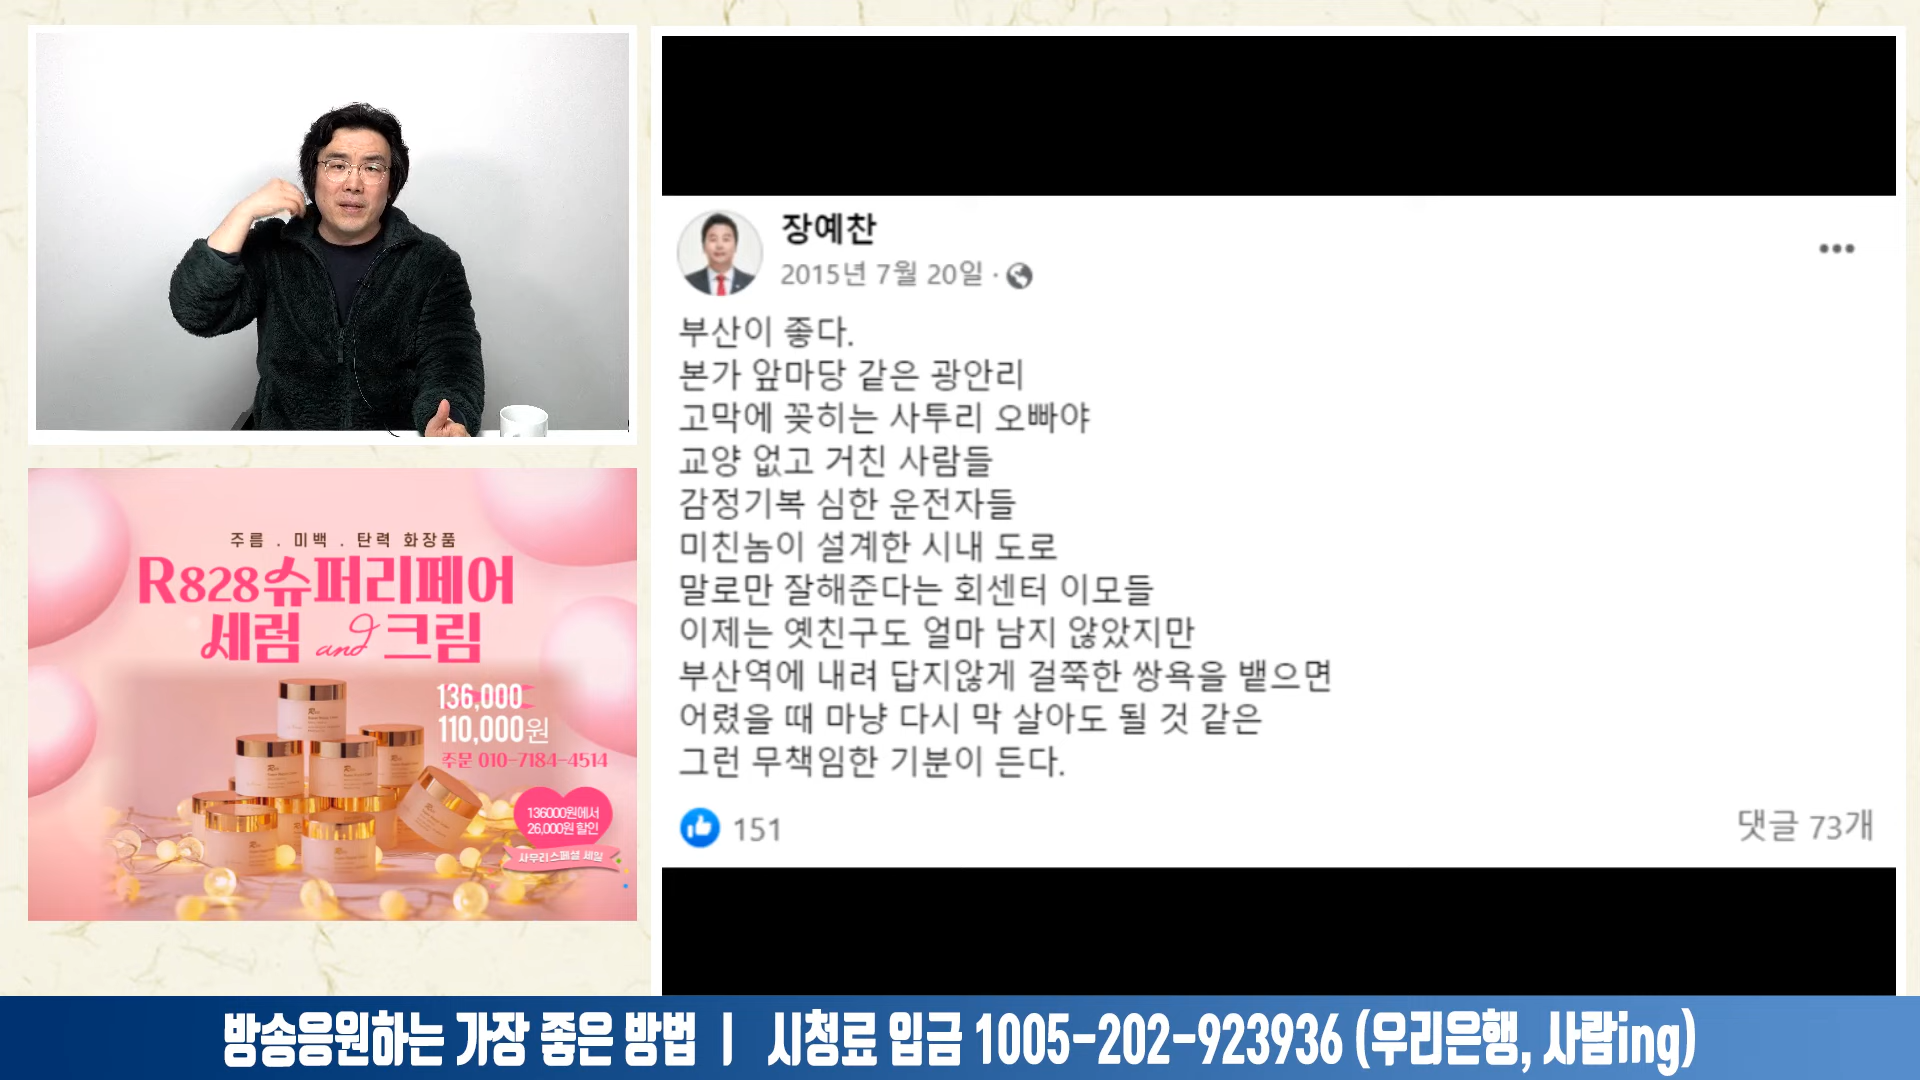 장예찬
2015년 7월 20일 ·
부산이 좋다.
본가 앞마당 같은 광안리
고막에 꽂히는 사투리 오빠야
교양 없고 거친 사람들
감정기복 심한 운전자들
미친놈이 설계한 시내 도로
말로만 잘해준다는 회센터 이모들
이제는 옛친구도 얼마 남지 않았지만
부산역에 내려 답지않게 걸쭉한 쌍욕을 뱉으면
어렸을 때 마냥 다시 막 살아도 될 것 같은
그런 무책임한 기분이 든다.
151
댓글 73개
주름 . 미백 . 탄력 화장품
R828슈퍼리페어
세럼 and 크림
136,000
110,000원
주문 010-7184-4514
136000원에서
26,000원 할인
사무리스페셜 세일
방송응원하는 가장 좋은 방법 | 시청료 입금 1005-202-923936 (우리은행, 사람ing)